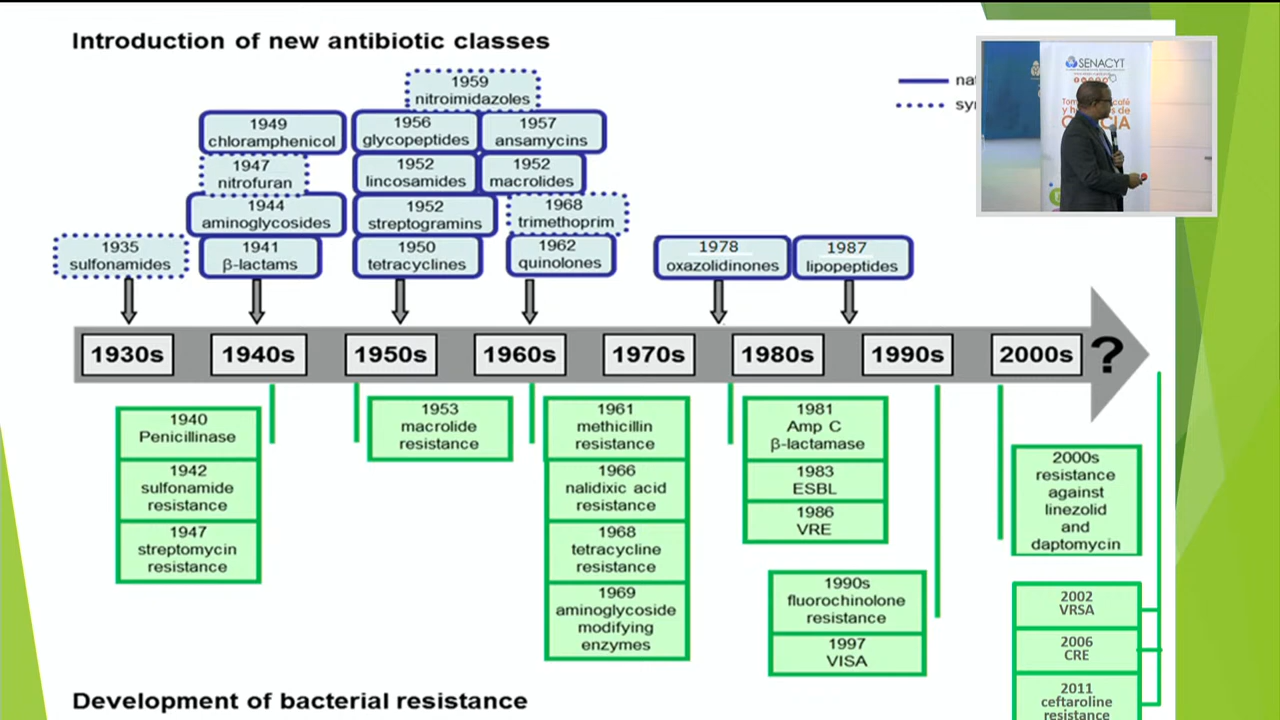 Introduction of new antibiotic classes
1959
nitroimidazoles
1949
chloramphenicol
1956
glycopeptides
1957
ansamycins
1947
nitrofuran
1952
lincosamides
1952
macrolides
1944
aminoglycosides
1952
streptogramins
1968
trimethoprim
1935
sulfonamides
1941
β-lactams
1950
tetracyclines
1962
quinolones
1978
oxazolidinones
1987
lipopeptides
SENACYT
1930s
1940s
1950s
1960s
1970s
1980s
1990s
2000s
?
1940
Penicillinase
1942
sulfonamide
resistance
1947
streptomycin
resistance
1953
macrolide
resistance
1961
methicillin
resistance
1966
nalidixic acid
resistance
1968
tetracycline
resistance
1969
aminoglycoside
modifying
enzymes
1981
Amp C
β-lactamase
1983
ESBL
1986
VRE
1990s
fluorochinolone
resistance
1997
VISA
2000s
resistance
against
linezolid
and
daptomycin
2002
VRSA
2006
CRE
2011
ceftaroline
resistance
Development of bacterial resistance